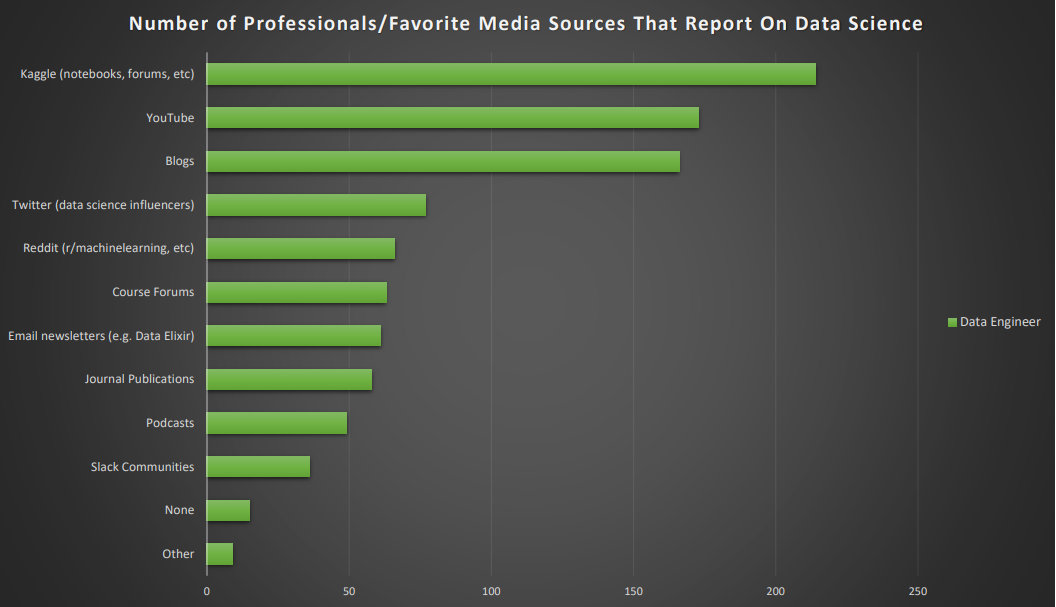 Number of Professionals/Favorite Media Sources That Report On Data Science
Kaggle (notebooks, forums, etc)
YouTube
Blogs
Twitter (data science influencers)
Reddit (r/machinelearning, etc)
Course Forums
Email newsletters (e.g. Data Elixir)
Journal Publications
Podcasts
Slack Communities
None
Other
0 50 100 150 200 250
Data Engineer